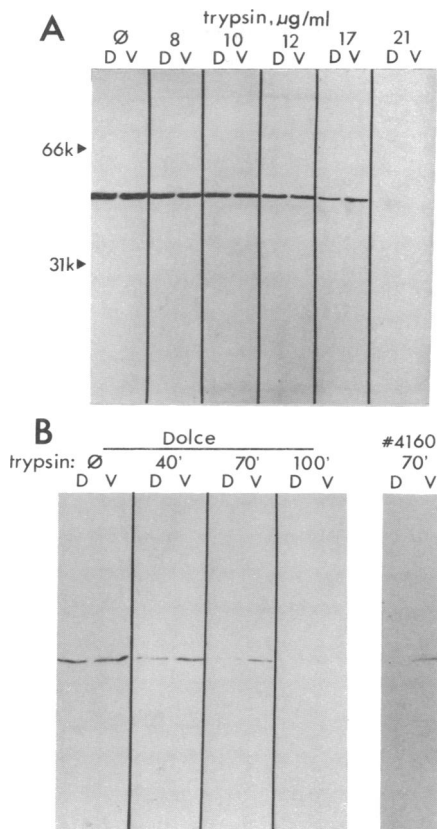 A
trypsin, µg/ml
Ø 8 10 12 17 21
D V D V D V D V D V D V
66k▸
31k▸
B
Dolce #4160
trypsin: Ø 40' 70' 100' 70'
D V D V D V D V D V